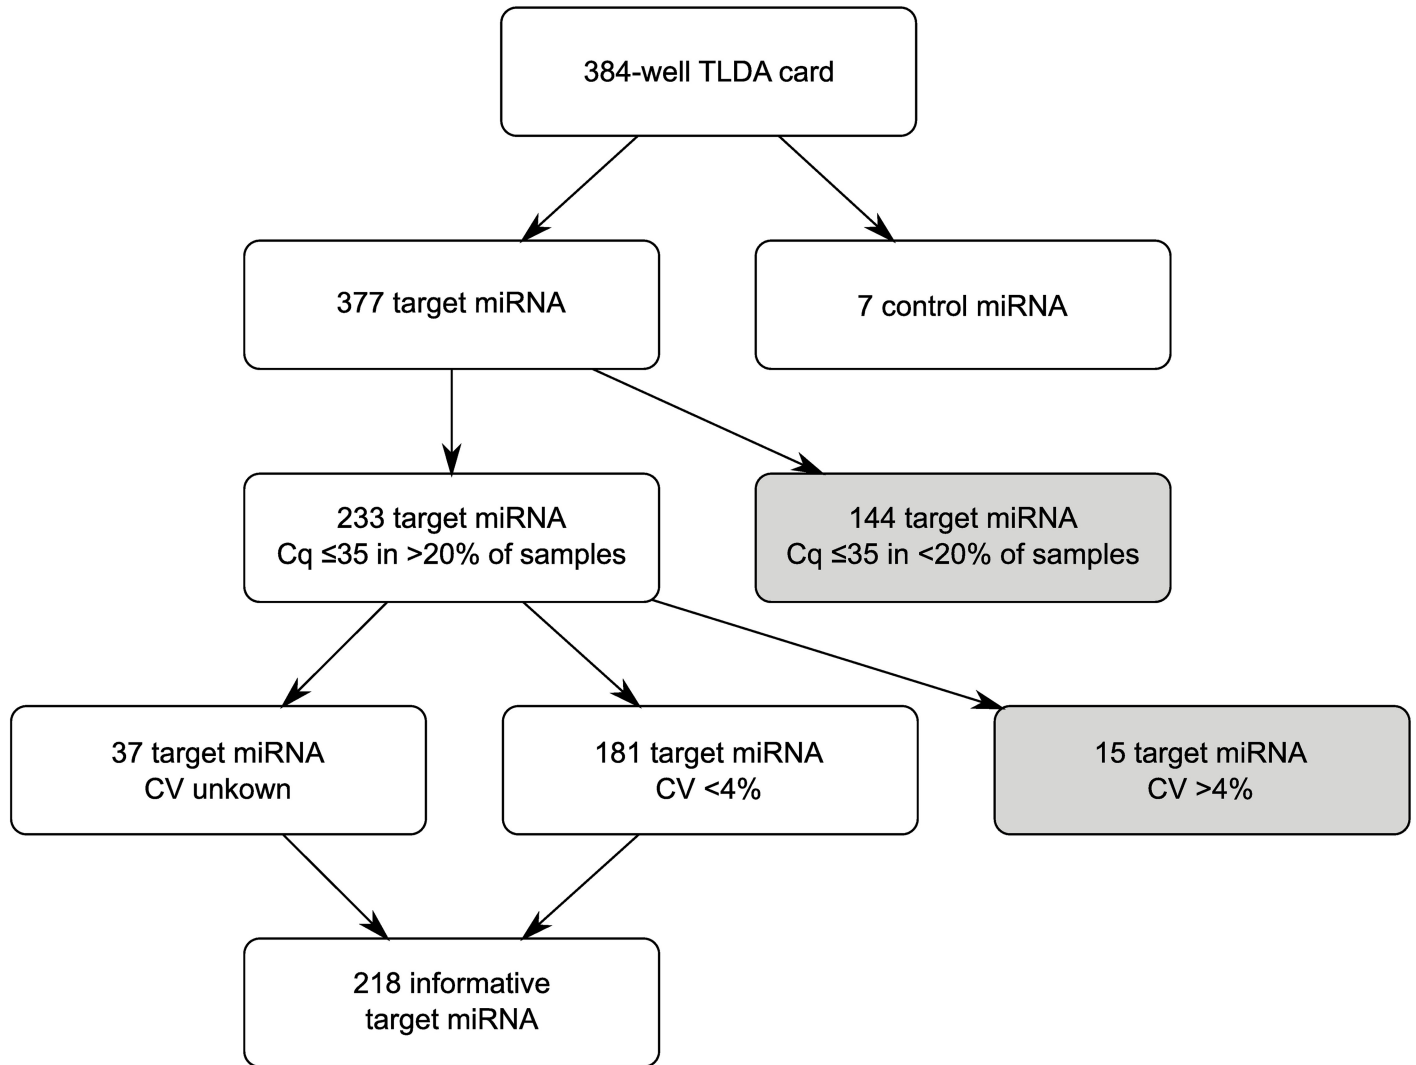 384-well TLDA card
377 target miRNA
7 control miRNA
233 target miRNA
Cq ≤35 in >20% of samples
144 target miRNA
Cq ≤35 in <20% of samples
37 target miRNA
CV unkown
181 target miRNA
CV <4%
15 target miRNA
CV >4%
218 informative
target miRNA